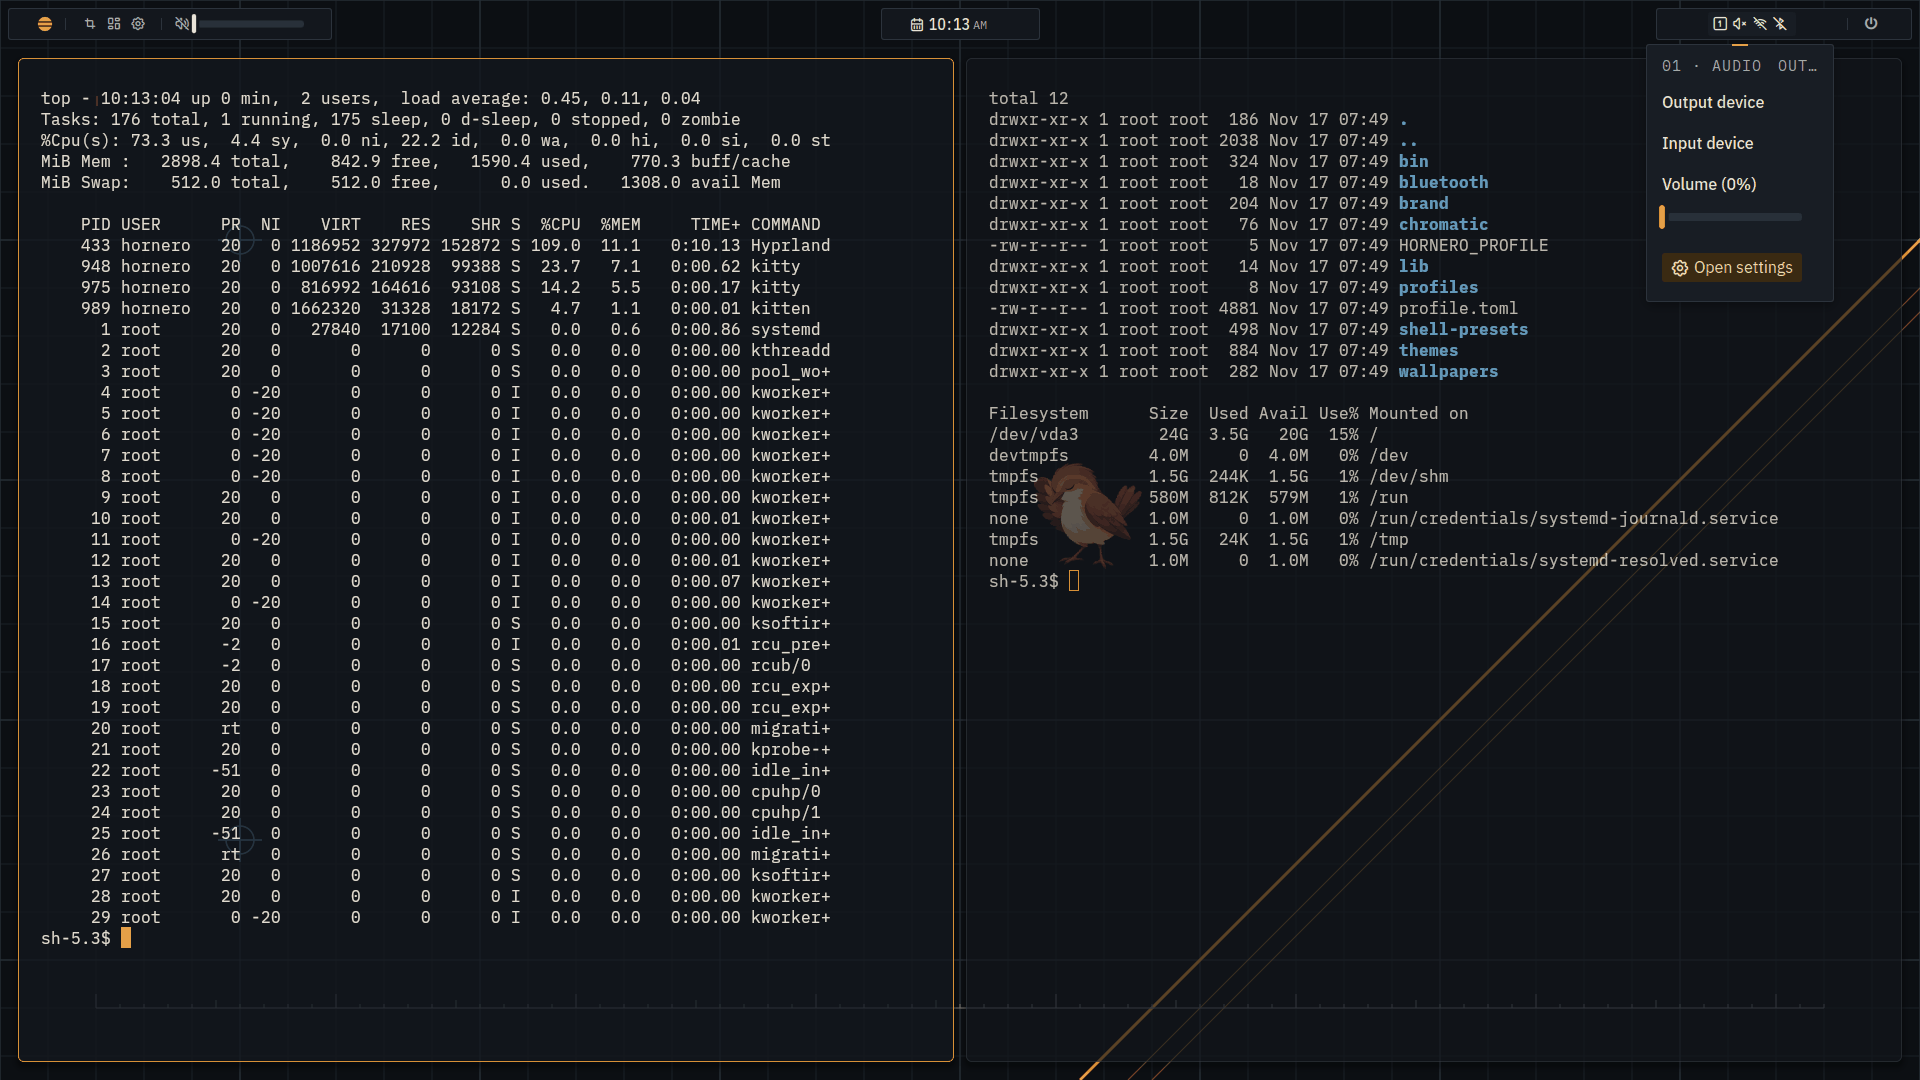 10:13 AM
1
top - 10:13:04 up 0 min,  2 users,  load average: 0.45, 0.11, 0.04
Tasks: 176 total, 1 running, 175 sleep, 0 d-sleep, 0 stopped, 0 zombie
%Cpu(s): 73.3 us,  4.4 sy,  0.0 ni, 22.2 id,  0.0 wa,  0.0 hi,  0.0 si,  0.0 st
MiB Mem :   2898.4 total,    842.9 free,   1590.4 used,    770.3 buff/cache
MiB Swap:    512.0 total,    512.0 free,      0.0 used.   1308.0 avail Mem
PID USER      PR  NI    VIRT    RES    SHR S  %CPU  %MEM     TIME+ COMMAND
433 hornero   20   0 1186952 327972 152872 S 109.0  11.1   0:10.13 Hyprland
948 hornero   20   0 1007616 210928  99388 S  23.7   7.1   0:00.62 kitty
975 hornero   20   0  816992 164616  93108 S  14.2   5.5   0:00.17 kitty
989 hornero   20   0 1662320  31328  18172 S   4.7   1.1   0:00.01 kitten
1 root      20   0   27840  17100  12284 S   0.0   0.6   0:00.86 systemd
2 root      20   0       0      0      0 S   0.0   0.0   0:00.00 kthreadd
3 root      20   0       0      0      0 S   0.0   0.0   0:00.00 pool_wo+
4 root       0 -20       0      0      0 I   0.0   0.0   0:00.00 kworker+
5 root       0 -20       0      0      0 I   0.0   0.0   0:00.00 kworker+
6 root       0 -20       0      0      0 I   0.0   0.0   0:00.00 kworker+
7 root       0 -20       0      0      0 I   0.0   0.0   0:00.00 kworker+
8 root       0 -20       0      0      0 I   0.0   0.0   0:00.00 kworker+
9 root      20   0       0      0      0 I   0.0   0.0   0:00.00 kworker+
10 root      20   0       0      0      0 I   0.0   0.0   0:00.01 kworker+
11 root       0 -20       0      0      0 I   0.0   0.0   0:00.00 kworker+
12 root      20   0       0      0      0 I   0.0   0.0   0:00.01 kworker+
13 root      20   0       0      0      0 I   0.0   0.0   0:00.07 kworker+
14 root       0 -20       0      0      0 I   0.0   0.0   0:00.00 kworker+
15 root      20   0       0      0      0 S   0.0   0.0   0:00.00 ksoftir+
16 root      -2   0       0      0      0 I   0.0   0.0   0:00.01 rcu_pre+
17 root      -2   0       0      0      0 S   0.0   0.0   0:00.00 rcub/0
18 root      20   0       0      0      0 S   0.0   0.0   0:00.00 rcu_exp+
19 root      20   0       0      0      0 S   0.0   0.0   0:00.00 rcu_exp+
20 root      rt   0       0      0      0 S   0.0   0.0   0:00.00 migrati+
21 root      20   0       0      0      0 S   0.0   0.0   0:00.00 kprobe-+
22 root     -51   0       0      0      0 S   0.0   0.0   0:00.00 idle_in+
23 root      20   0       0      0      0 S   0.0   0.0   0:00.00 cpuhp/0
24 root      20   0       0      0      0 S   0.0   0.0   0:00.00 cpuhp/1
25 root     -51   0       0      0      0 S   0.0   0.0   0:00.00 idle_in+
26 root      rt   0       0      0      0 S   0.0   0.0   0:00.00 migrati+
27 root      20   0       0      0      0 S   0.0   0.0   0:00.00 ksoftir+
28 root      20   0       0      0      0 I   0.0   0.0   0:00.00 kworker+
29 root       0 -20       0      0      0 I   0.0   0.0   0:00.00 kworker+
sh-5.3$
total 12
drwxr-xr-x 1 root root  186 Nov 17 07:49 .
drwxr-xr-x 1 root root 2038 Nov 17 07:49 ..
drwxr-xr-x 1 root root  324 Nov 17 07:49 bin
drwxr-xr-x 1 root root   18 Nov 17 07:49 bluetooth
drwxr-xr-x 1 root root  204 Nov 17 07:49 brand
drwxr-xr-x 1 root root   76 Nov 17 07:49 chromatic
-rw-r--r-- 1 root root    5 Nov 17 07:49 HORNERO_PROFILE
drwxr-xr-x 1 root root   14 Nov 17 07:49 lib
drwxr-xr-x 1 root root    8 Nov 17 07:49 profiles
-rw-r--r-- 1 root root 4881 Nov 17 07:49 profile.toml
drwxr-xr-x 1 root root  498 Nov 17 07:49 shell-presets
drwxr-xr-x 1 root root  884 Nov 17 07:49 themes
drwxr-xr-x 1 root root  282 Nov 17 07:49 wallpapers
Filesystem      Size  Used Avail Use% Mounted on
/dev/vda3        24G  3.5G   20G  15% /
devtmpfs        4.0M     0  4.0M   0% /dev
tmpfs           1.5G  244K  1.5G   1% /dev/shm
tmpfs           580M  812K  579M   1% /run
none            1.0M     0  1.0M   0% /run/credentials/systemd-journald.service
tmpfs           1.5G   24K  1.5G   1% /tmp
none            1.0M     0  1.0M   0% /run/credentials/systemd-resolved.service
sh-5.3$
01 · AUDIO OUT…
Output device
Input device
Volume (0%)
Open settings